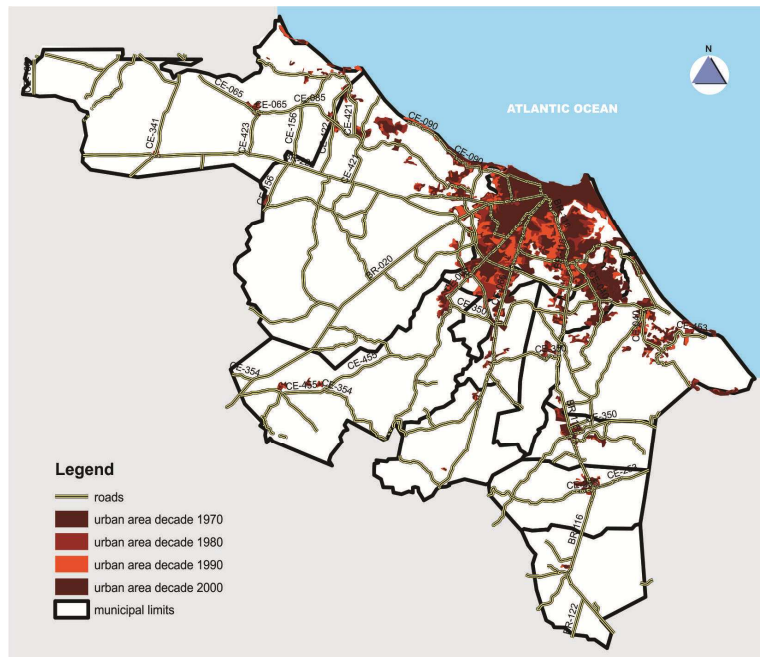 N
ATLANTIC OCEAN
CE-065
CE-065
CE-085
CE-421
CE-090
CE-341
CE-423
CE-156
CE-090
CE-421
BR-020
CE-350
CE-453
CE-354
CE-455
CE-455
CE-354
CE-350
BR-116
BR-122
Legend
roads
urban area decade 1970
urban area decade 1980
urban area decade 1990
urban area decade 2000
municipal limits